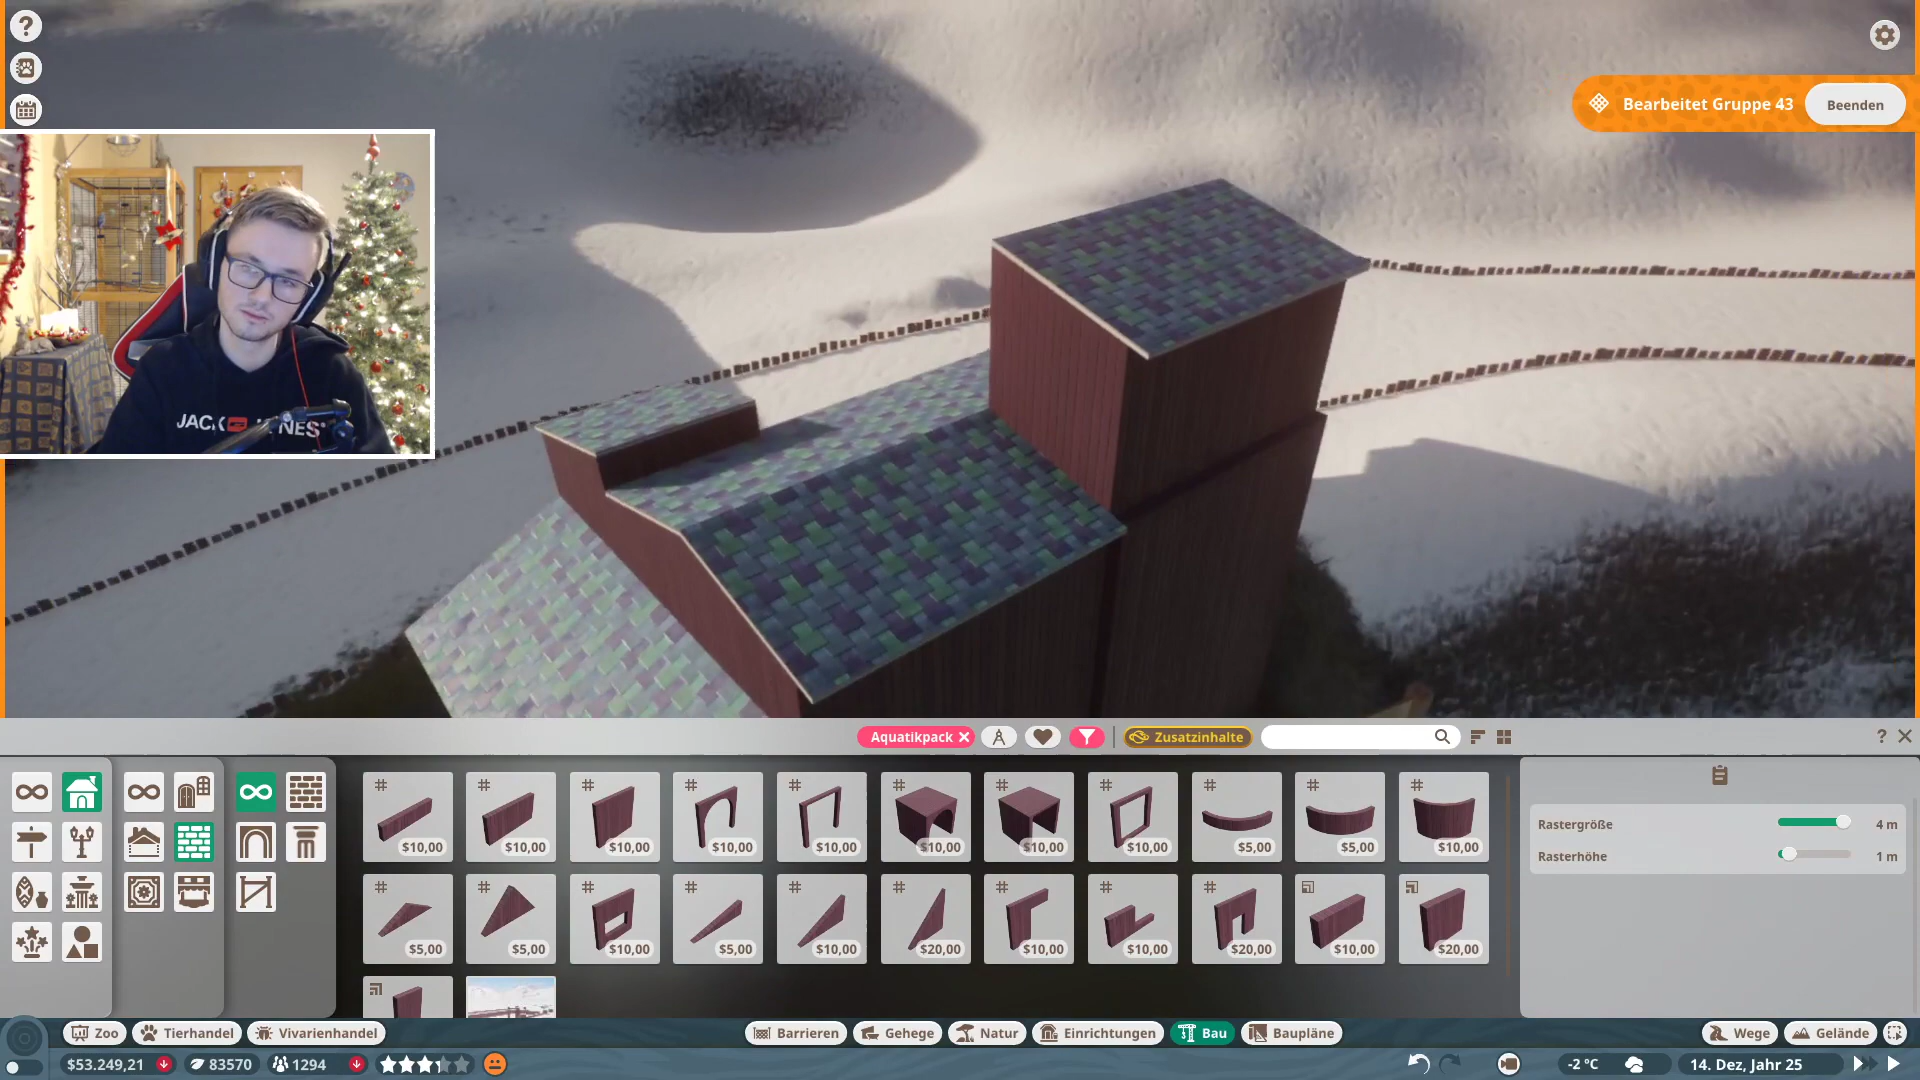 ?
Bearbeitet Gruppe 43
Beenden
JACK
Aquatikpack
Zusatzinhalte
?
$10,00 $10,00 $10,00 $10,00 $10,00 $10,00 $10,00 $10,00 $5,00 $5,00 $10,00
$5,00 $5,00 $10,00 $5,00 $10,00 $20,00 $10,00 $10,00 $20,00 $10,00 $20,00
Rastergröße 4 m
Rasterhöhe 1 m
Zoo Tierhandel Vivarienhandel Barrieren Gehege Natur Einrichtungen Bau Baupläne Wege Gelände
$53.249,21 83570 1294 -2 °C 14. Dez, Jahr 25